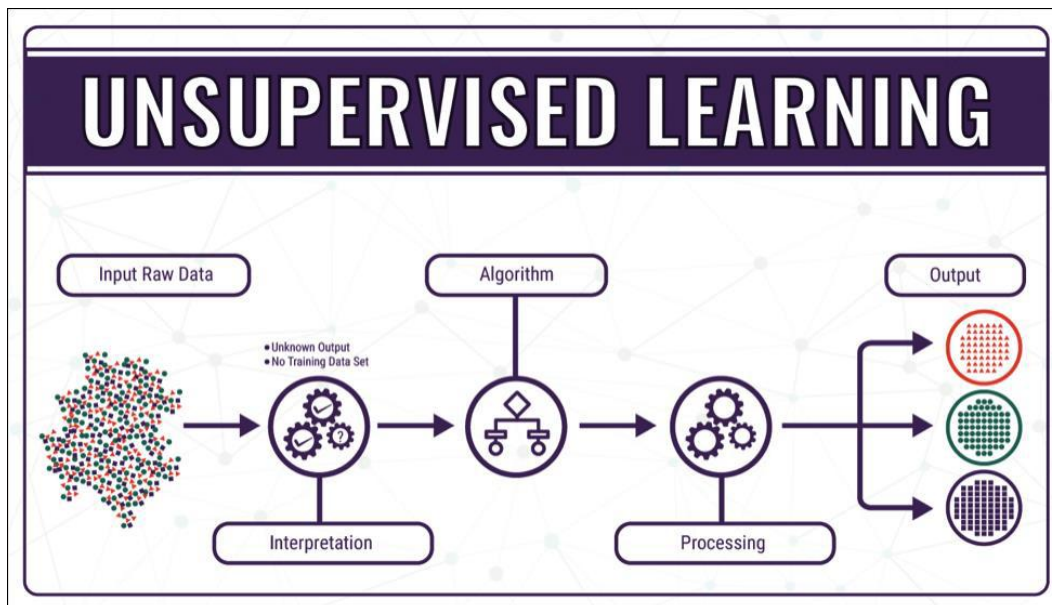 UNSUPERVISED LEARNING
Input Raw Data
Algorithm
Output
• Unknown Output
• No Training Data Set
?
Interpretation
Processing